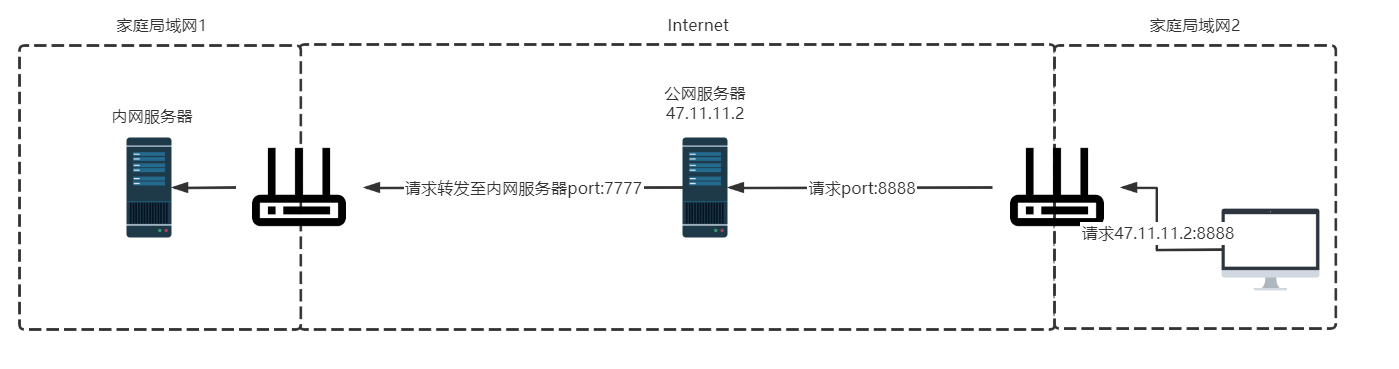 家庭局域网1
Internet
家庭局域网2
内网服务器
公网服务器
47.11.11.2
请求转发至内网服务器port:7777
请求port:8888
请求47.11.11.2:8888